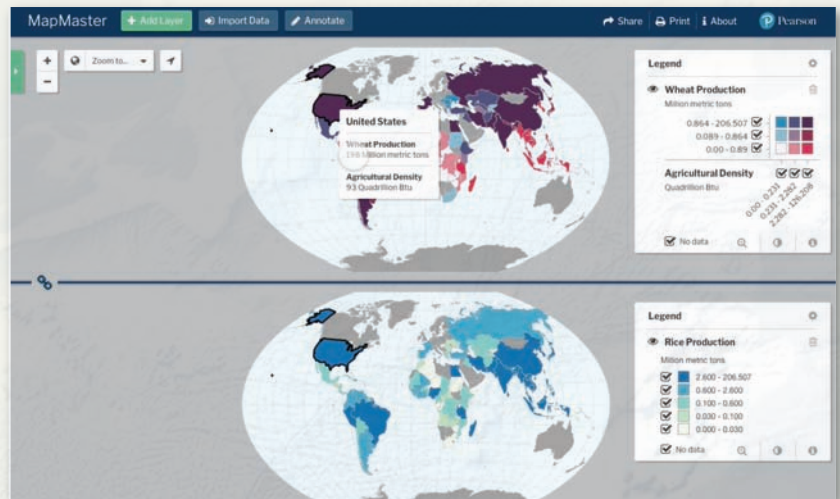 MapMaster
Add Layer
Import Data
Annotate
Share
Print
About
Pearson
Zoom to...
United States
Wheat Production
198 Million metric tons
Agricultural Density
93 Quadrillion Btu
Legend
Wheat Production
Million metric tons
0.864 - 206.507
0.089 - 0.864
0.00 - 0.89
Agricultural Density
Quadrillion Btu
0.00 - 0.231
0.231 - 2.282
2.282 - 126.208
No data
Legend
Rice Production
Million metric tons
2.600 - 206.507
0.600 - 2.600
0.100 - 0.600
0.030 - 0.100
0.000 - 0.030
No data